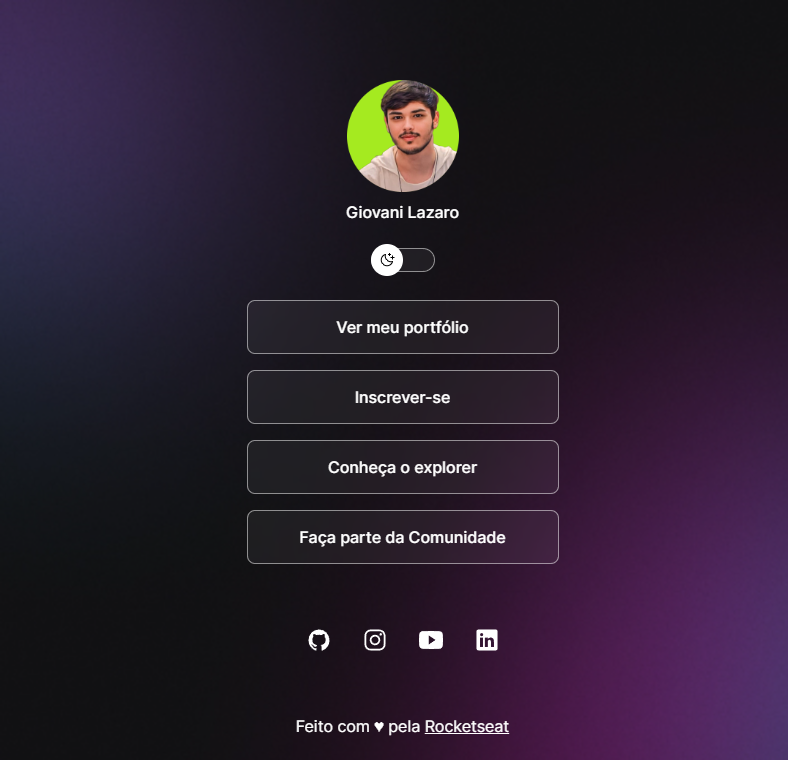 Giovani Lazaro
Ver meu portfólio
Inscrever-se
Conheça o explorer
Faça parte da Comunidade
Feito com ♥ pela Rocketseat